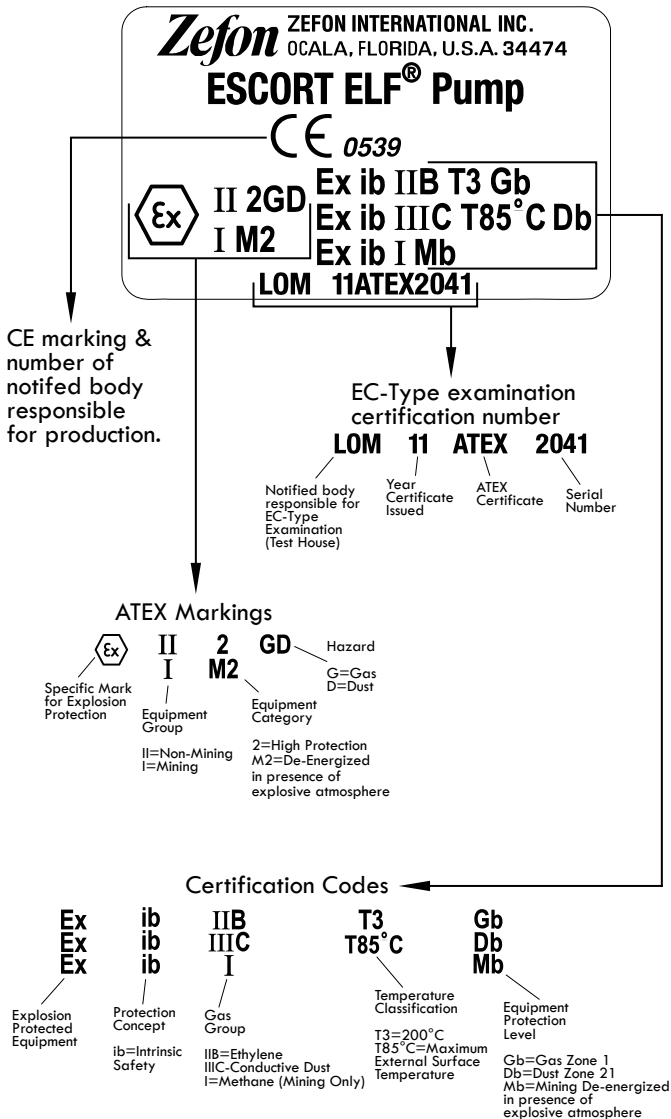 Zefon ZEFON INTERNATIONAL INC.
OCALA, FLORIDA, U.S.A. 34474
ESCORT ELF® Pump
CE 0539
Ex II 2GD
I M2
Ex ib IIB T3 Gb
Ex ib IIIC T85°C Db
Ex ib I Mb
LOM 11ATEX2041
CE marking &
number of
notifed body
responsible
for production.
EC-Type examination
certification number
LOM 11 ATEX 2041
Notified body
responsible for
EC-Type
Examination
(Test House)
Year
Certificate
Issued
ATEX
Certificate
Serial
Number
ATEX Markings
Ex II 2 GD
I M2
Specific Mark
for Explosion
Protection
Equipment
Group
II=Non-Mining
I=Mining
Equipment
Category
2=High Protection
M2=De-Energized
in presence of
explosive atmosphere
Hazard
G=Gas
D=Dust
Certification Codes
Ex ib IIB T3 Gb
Ex ib IIIC T85°C Db
Ex ib I Mb
Explosion
Protected
Equipment
Protection
Concept
ib=Intrinsic
Safety
Gas
Group
IIB=Ethylene
IIIC-Conductive Dust
I=Methane (Mining Only)
Temperature
Classification
T3=200°C
T85°C=Maximum
External Surface
Temperature
Equipment
Protection
Level
Gb=Gas Zone 1
Db=Dust Zone 21
Mb=Mining De-energized
in presence of
explosive atmosphere